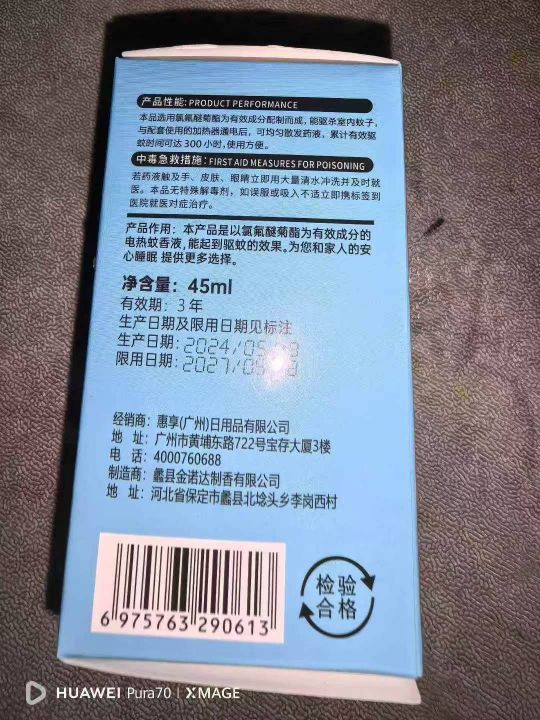 产品性能: PRODUCT PERFORMANCE
本品选用氯氟醚菊酯为有效成分配制而成，能驱杀室内蚊子，
与配套使用的加热器通电后，可均匀散发药液，累计有效驱
蚊时间可达 300 小时，使用方便。
中毒急救措施: FIRST AID MEASURES FOR POISONING
若药液触及手、皮肤、眼睛立即用大量清水冲洗并及时就
医。本品无特殊解毒剂，如误服或吸入不适立即携标签到
医院就医对症治疗。
产品作用：本产品是以氯氟醚菊酯为有效成分的
电热蚊香液，能起到驱蚊的效果。为您和家人的安
心睡眠 提供更多选择。
净含量：45ml
有效期：3 年
生产日期及限用日期见标注
生产日期：2024/05
限用日期：2027/05
经销商：惠享(广州)日用品有限公司
地 址：广州市黄埔东路722号宝存大厦3楼
电 话：4000760688
制造商：蠡县金诺达制香有限公司
地 址：河北省保定市蠡县北埝头乡李岗西村
检验
合格
6 975763 290613
HUAWEI Pura70 | XMAGE